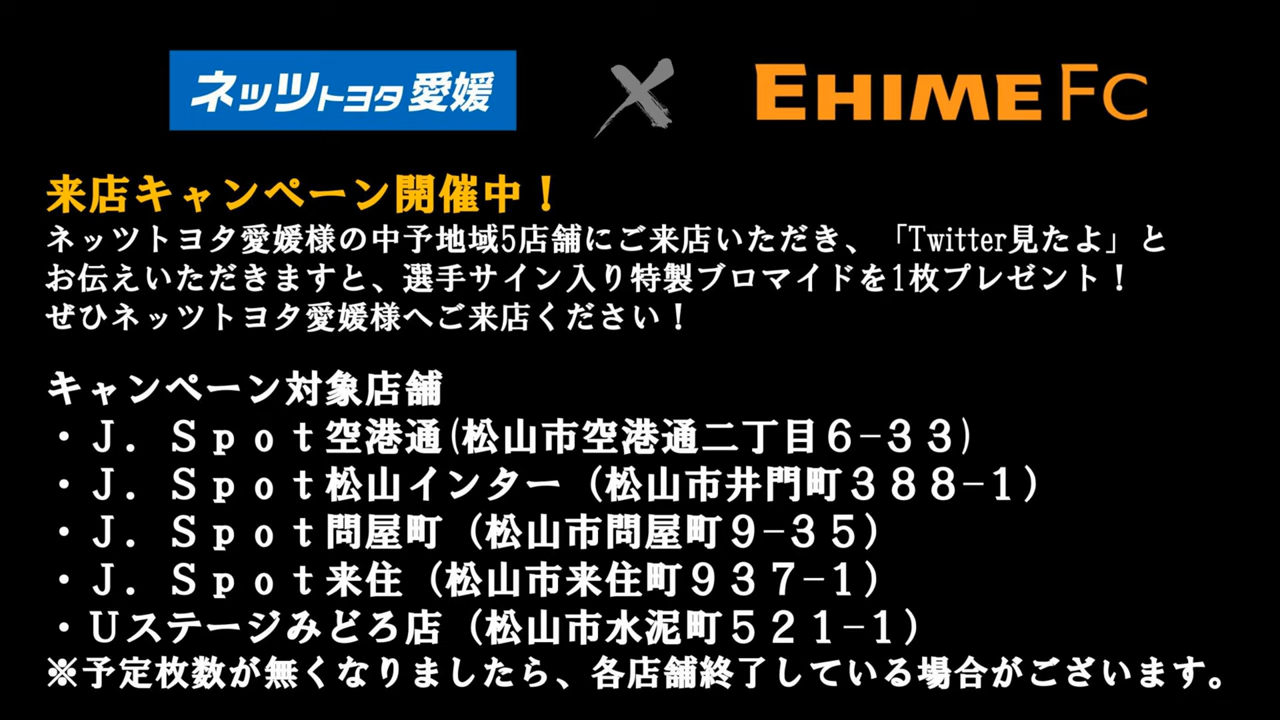 ネッツトヨタ愛媛 × EHIME FC
来店キャンペーン開催中！
ネッツトヨタ愛媛様の中予地域5店舗にご来店いただき、「Twitter見たよ」と
お伝えいただきますと、選手サイン入り特製ブロマイドを1枚プレゼント！
ぜひネッツトヨタ愛媛様へご来店ください！
キャンペーン対象店舗
・Ｊ．Ｓｐｏｔ空港通(松山市空港通二丁目６−３３)
・Ｊ．Ｓｐｏｔ松山インター（松山市井門町３８８−１）
・Ｊ．Ｓｐｏｔ問屋町（松山市問屋町９−３５）
・Ｊ．Ｓｐｏｔ来住（松山市来住町９３７−１）
・Ｕステージみどろ店（松山市水泥町５２１−１）
※予定枚数が無くなりましたら、各店舗終了している場合がございます。